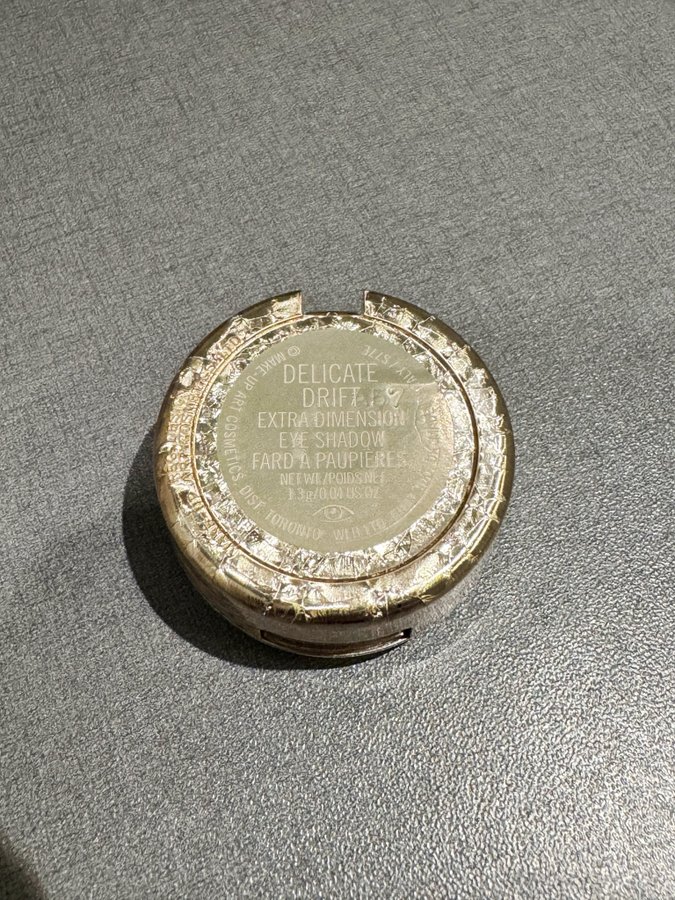 DELICATE
DRIFT
EXTRA DIMENSION
EYE SHADOW
FARD À PAUPIÈRES
NET WT./POIDS NET
1.3g/0.04 US OZ.
© MAKE-UP ART COSMETICS DIST TORONTO